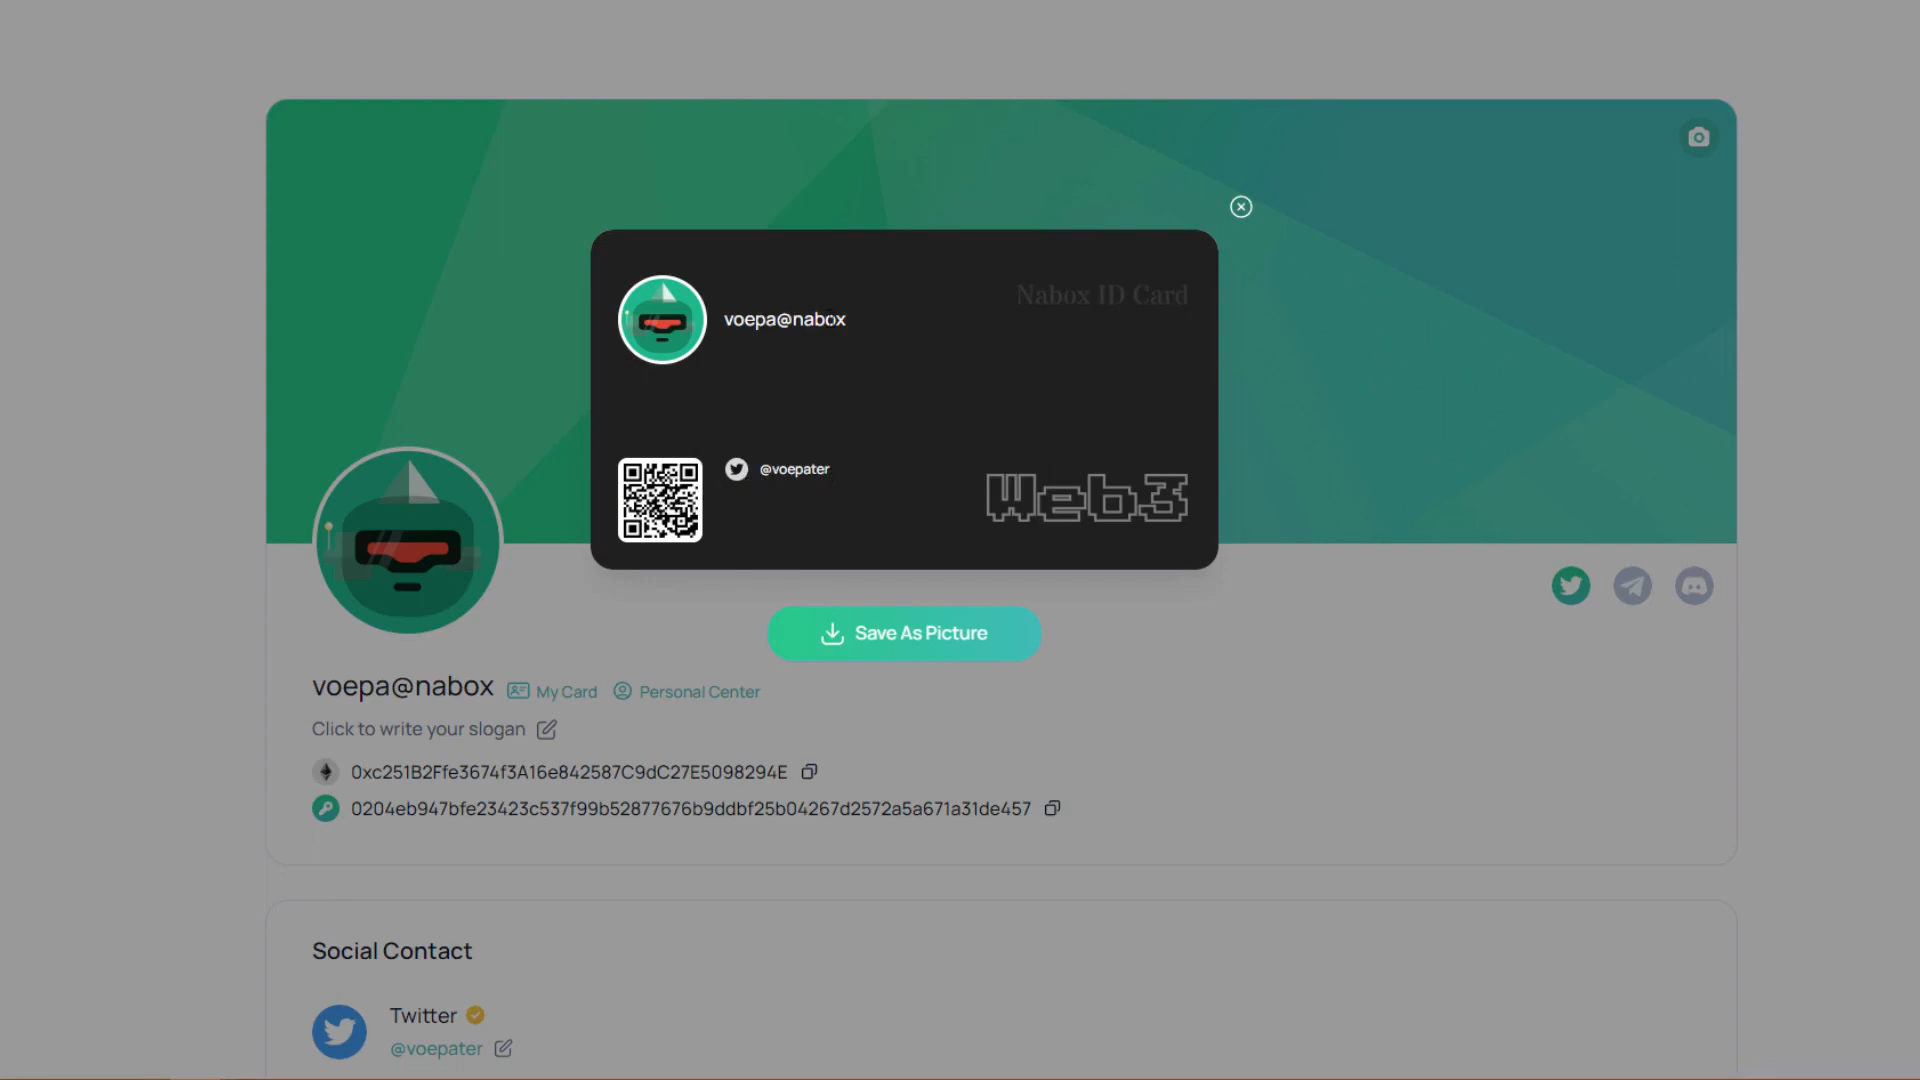 Nabox ID Card
voepa@nabox
@voepater
Web3
Save As Picture
voepa@nabox My Card Personal Center
Click to write your slogan
0xc251B2Ffe3674f3A16e842587C9dC27E5098294E
0204eb947bfe23423c537f99b52877676b9ddbf25b04267d2572a5a671a31de457
Social Contact
Twitter
@voepater